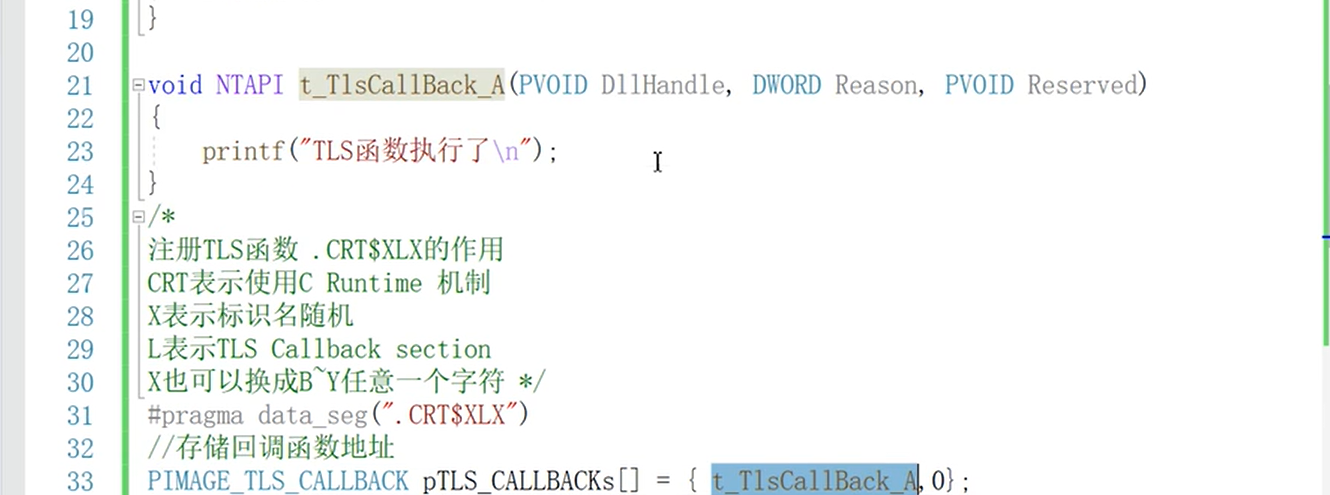 19 }
20
21 void NTAPI t_TlsCallBack_A(PVOID DllHandle, DWORD Reason, PVOID Reserved)
22 {
23 printf("TLS函数执行了\n");
24 }
25 /*
26 注册TLS函数 .CRT$XLX的作用
27 CRT表示使用C Runtime 机制
28 X表示标识名随机
29 L表示TLS Callback section
30 X也可以换成B~Y任意一个字符 */
31 #pragma data_seg(".CRT$XLX")
32 //存储回调函数地址
33 PIMAGE_TLS_CALLBACK pTLS_CALLBACKs[] = { t_TlsCallBack_A,0};